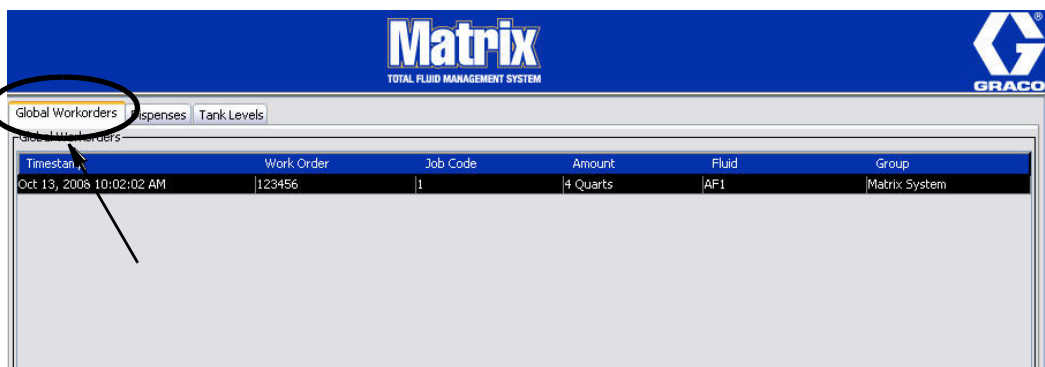 Matrix
TOTAL FLUID MANAGEMENT SYSTEM
®
GRACO
Global Workorders Dispenses Tank Levels
Global Workorders
Timestamp Work Order Job Code Amount Fluid Group
Oct 13, 2008 10:02:02 AM 123456 1 4 Quarts AF1 Matrix System